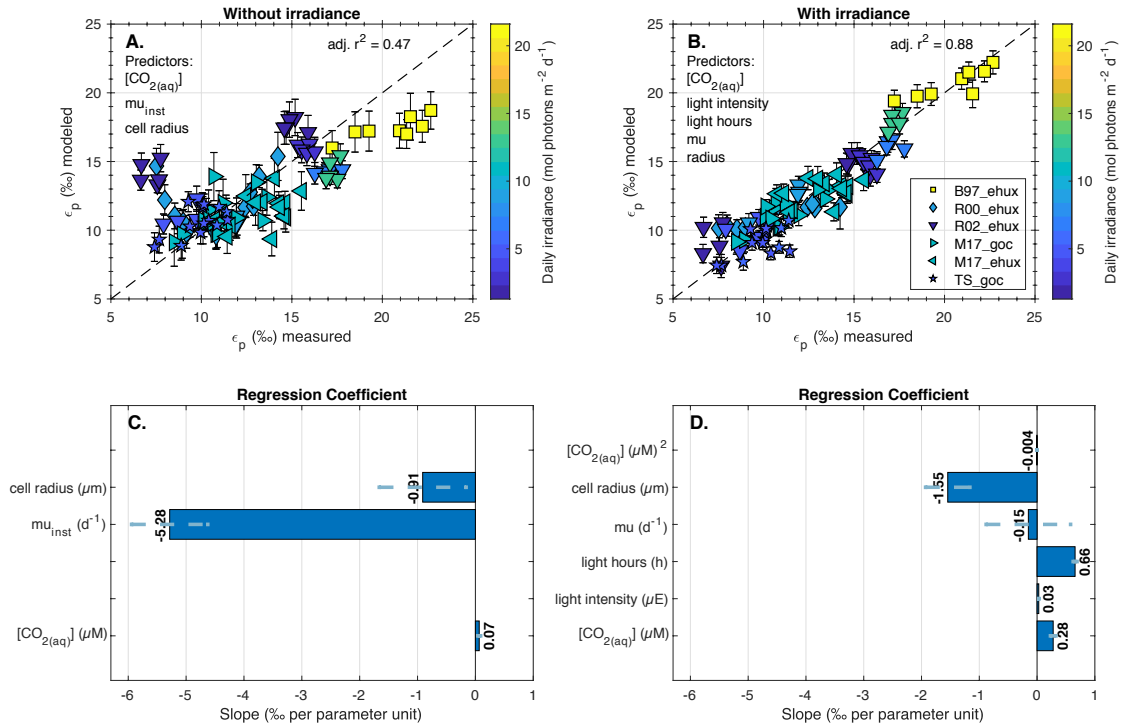 Without irradiance
A.
adj. r² = 0.47
Predictors:
[CO2(aq)]
mu_inst
cell radius
ϵp (‰) modeled
25
20
15
10
5
5 10 15 20 25
ϵp (‰) measured
20
15
10
5
Daily irradiance (mol photons m⁻² d⁻¹)
With irradiance
B.
adj. r² = 0.88
Predictors:
[CO2(aq)]
light intensity
light hours
mu
radius
B97_ehux
R00_ehux
R02_ehux
M17_goc
M17_ehux
TS_goc
ϵp (‰) modeled
25
20
15
10
5
5 10 15 20 25
ϵp (‰) measured
20
15
10
5
Daily irradiance (mol photons m⁻² d⁻¹)
Regression Coefficient
C.
cell radius (µm)
-0.91
mu_inst (d⁻¹)
-5.28
[CO2(aq)] (µM)
0.07
-6 -5 -4 -3 -2 -1 0 1
Slope (‰ per parameter unit)
Regression Coefficient
D.
[CO2(aq)] (µM)²
-0.004
cell radius (µm)
-1.55
mu (d⁻¹)
-0.15
light hours (h)
0.66
light intensity (µE)
0.03
[CO2(aq)] (µM)
0.28
-6 -5 -4 -3 -2 -1 0 1
Slope (‰ per parameter unit)